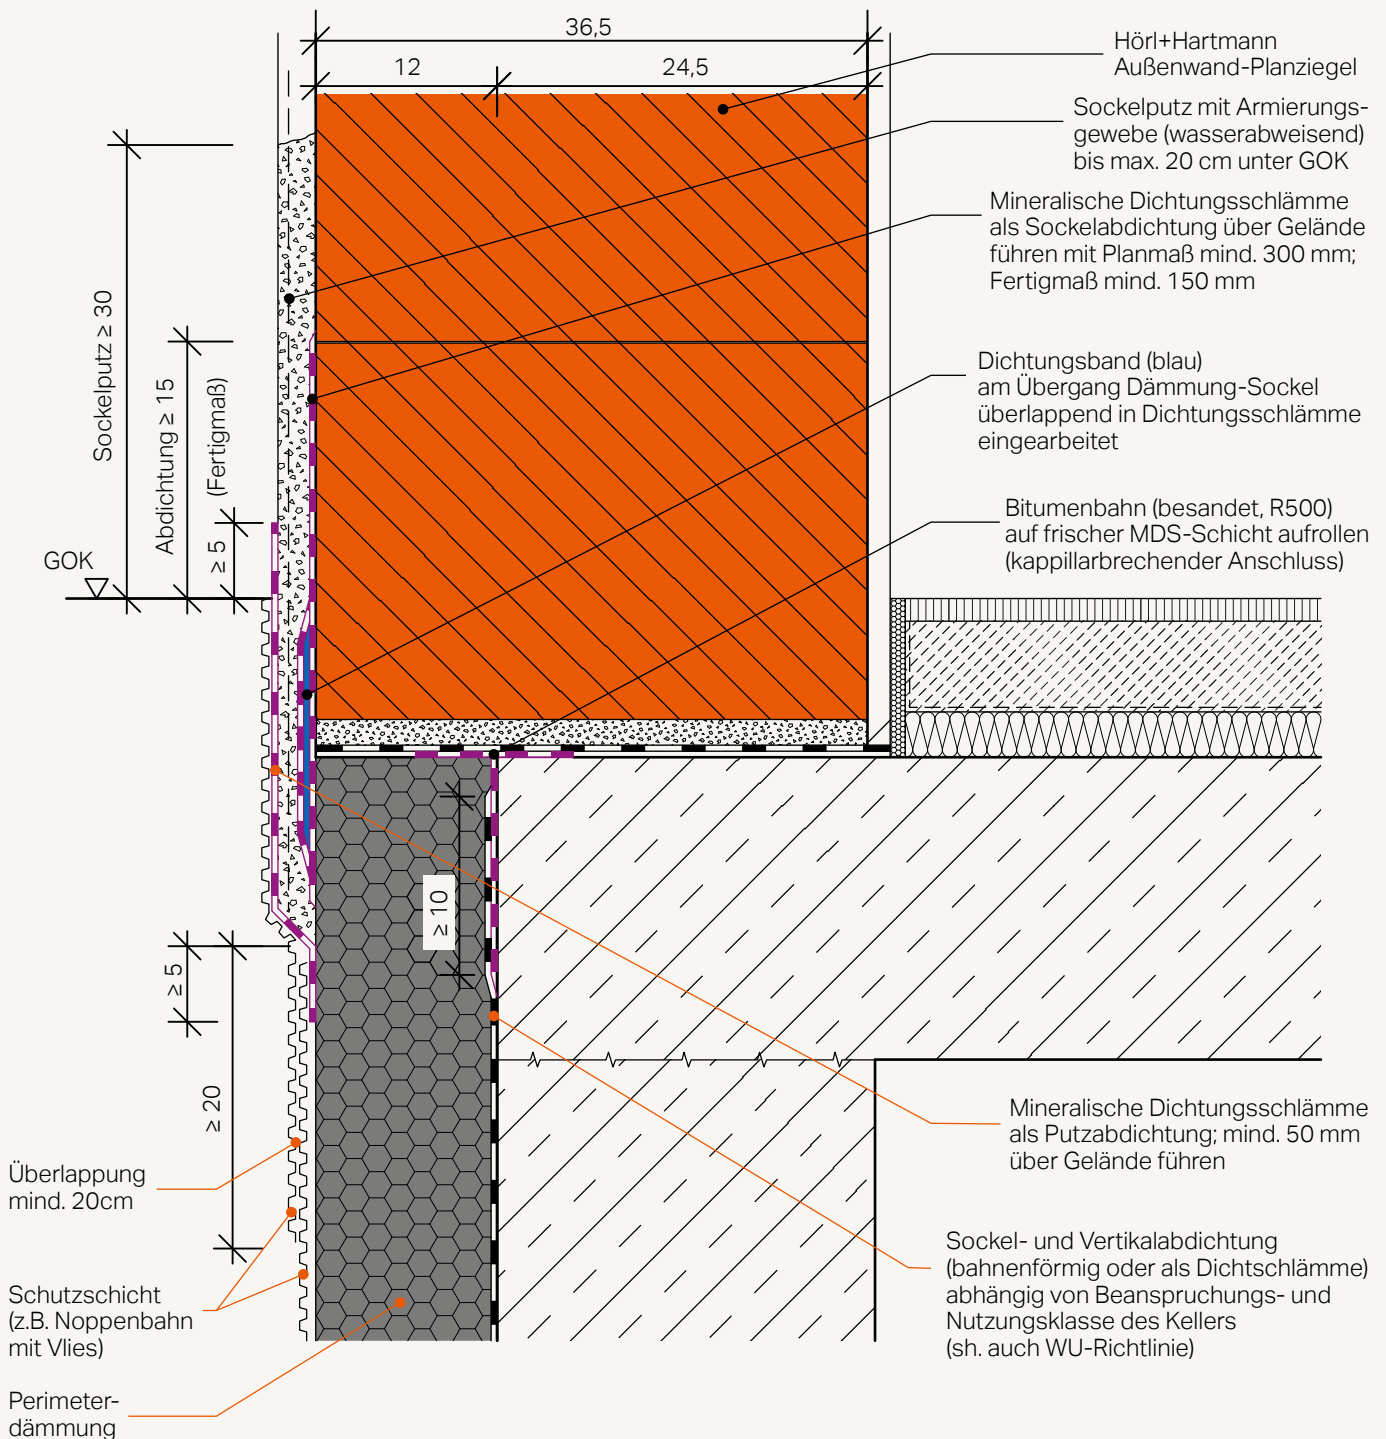 36,5
12
24,5
Hörl+Hartmann
Außenwand-Planziegel
Sockelputz mit Armierungs-
gewebe (wasserabweisend)
bis max. 20 cm unter GOK
Mineralische Dichtungsschlämme
als Sockelabdichtung über Gelände
führen mit Planmaß mind. 300 mm;
Fertigmaß mind. 150 mm
Dichtungsband (blau)
am Übergang Dämmung-Sockel
überlappend in Dichtungsschlämme
eingearbeitet
Bitumenbahn (besandet, R500)
auf frischer MDS-Schicht aufrollen
(kappillarbrechender Anschluss)
Sockelputz ≥ 30
Abdichtung ≥ 15
(Fertigmaß)
≥ 5
GOK
≥ 10
≥ 5
≥ 20
Mineralische Dichtungsschlämme
als Putzabdichtung; mind. 50 mm
über Gelände führen
Sockel- und Vertikalabdichtung
(bahnenförmig oder als Dichtschlämme)
abhängig von Beanspruchungs- und
Nutzungsklasse des Kellers
(sh. auch WU-Richtlinie)
Überlappung
mind. 20cm
Schutzschicht
(z.B. Noppenbahn
mit Vlies)
Perimeter-
dämmung